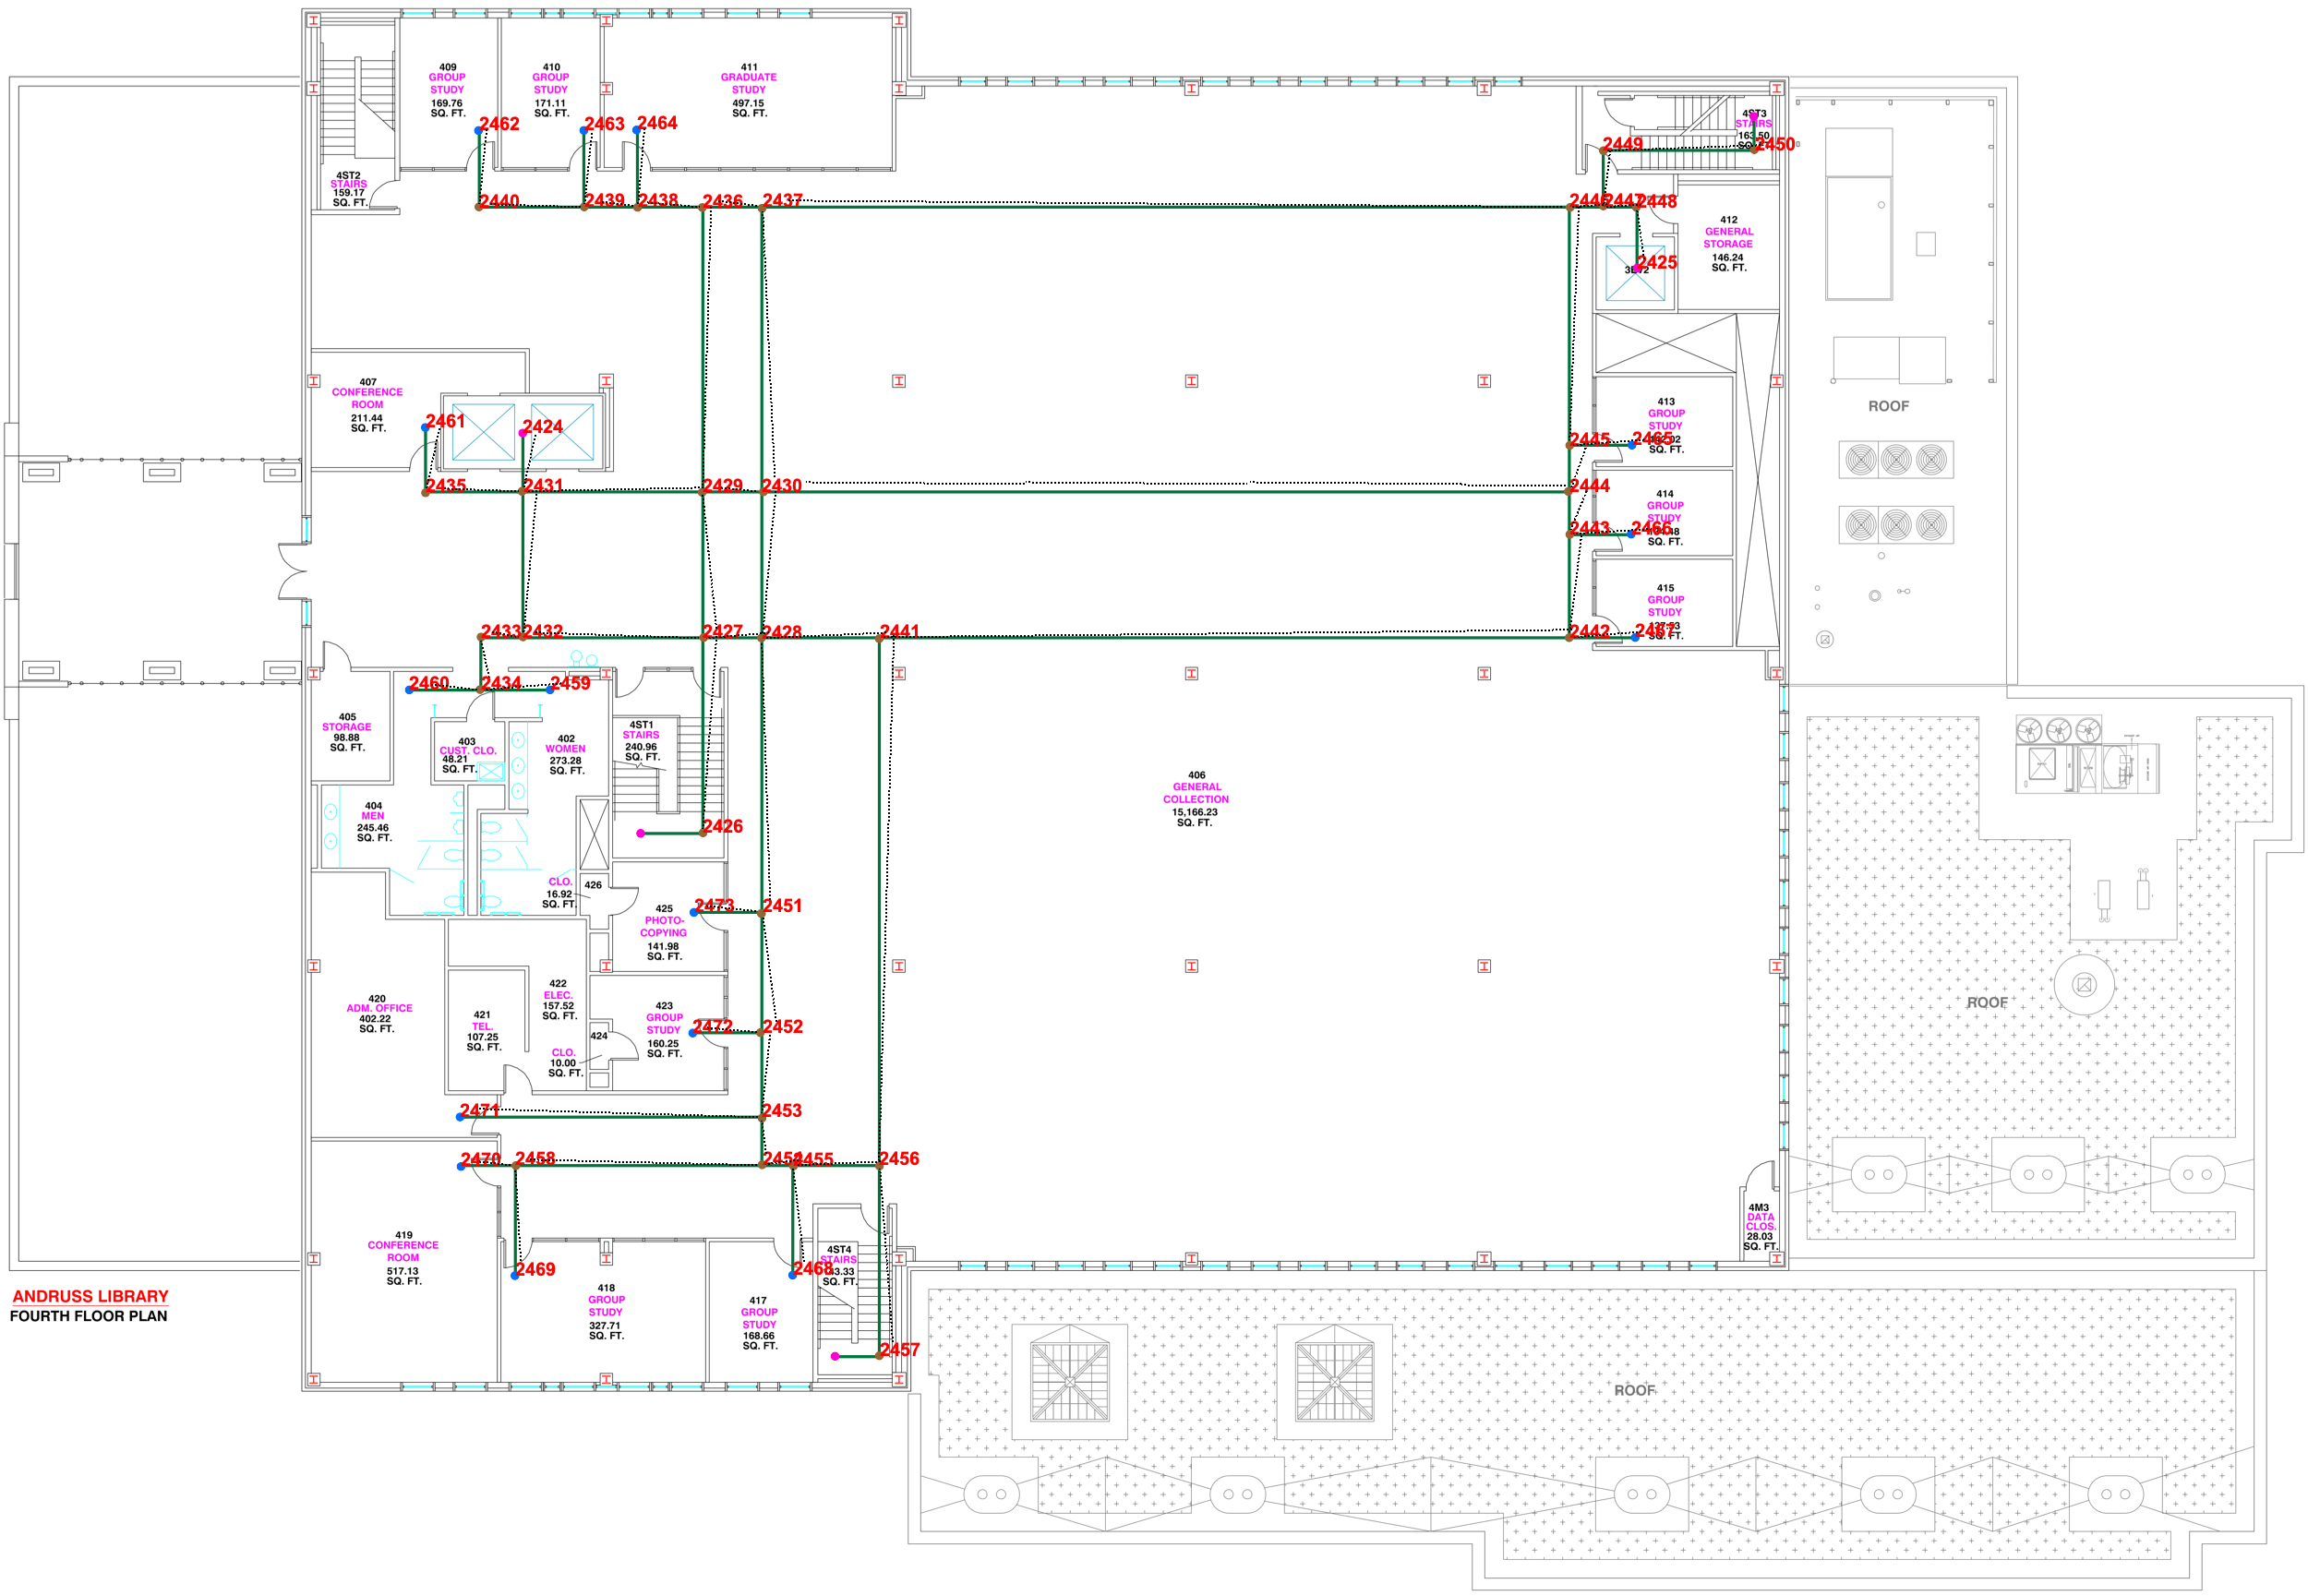 409
GROUP
STUDY
169.76
SQ. FT.
410
GROUP
STUDY
171.11
SQ. FT.
411
GRADUATE
STUDY
497.15
SQ. FT.
2462
2463
2464
4ST3
STAIRS
163.50
2449
2450
4ST2
STAIRS
159.17
SQ. FT.
2440
2439
2438
2436
2437
2446
2447
2448
412
GENERAL
STORAGE
146.24
SQ. FT.
2425
407
CONFERENCE
ROOM
211.44
SQ. FT.
2461
2424
ROOF
413
GROUP
STUDY
SQ. FT.
2445
2465
2435
2431
2429
2430
2444
414
GROUP
STUDY
SQ. FT.
2443
2466
415
GROUP
STUDY
137.53
SQ. FT.
2433
2432
2427
2428
2441
2442
2467
2460
2434
2459
405
STORAGE
98.88
SQ. FT.
403
CUST. CLO.
48.21
SQ. FT.
402
WOMEN
273.28
SQ. FT.
4ST1
STAIRS
240.96
SQ. FT.
406
GENERAL
COLLECTION
15,166.23
SQ. FT.
404
MEN
245.46
SQ. FT.
2426
CLO.
426
16.92
SQ. FT.
425
PHOTO-
COPYING
141.98
SQ. FT.
2473
2451
420
ADM. OFFICE
402.22
SQ. FT.
421
TEL.
107.25
SQ. FT.
422
ELEC.
157.52
SQ. FT.
423
GROUP
STUDY
160.25
SQ. FT.
2472
2452
424
CLO.
10.00
SQ. FT.
ROOF
2471
2453
2470
2458
2454
2455
2456
419
CONFERENCE
ROOM
517.13
SQ. FT.
4ST4
STAIRS
SQ. FT.
4M3
DATA
CLOS.
28.03
SQ. FT.
2469
2468
418
GROUP
STUDY
327.71
SQ. FT.
417
GROUP
STUDY
168.66
SQ. FT.
2457
ANDRUSS LIBRARY
FOURTH FLOOR PLAN
ROOF